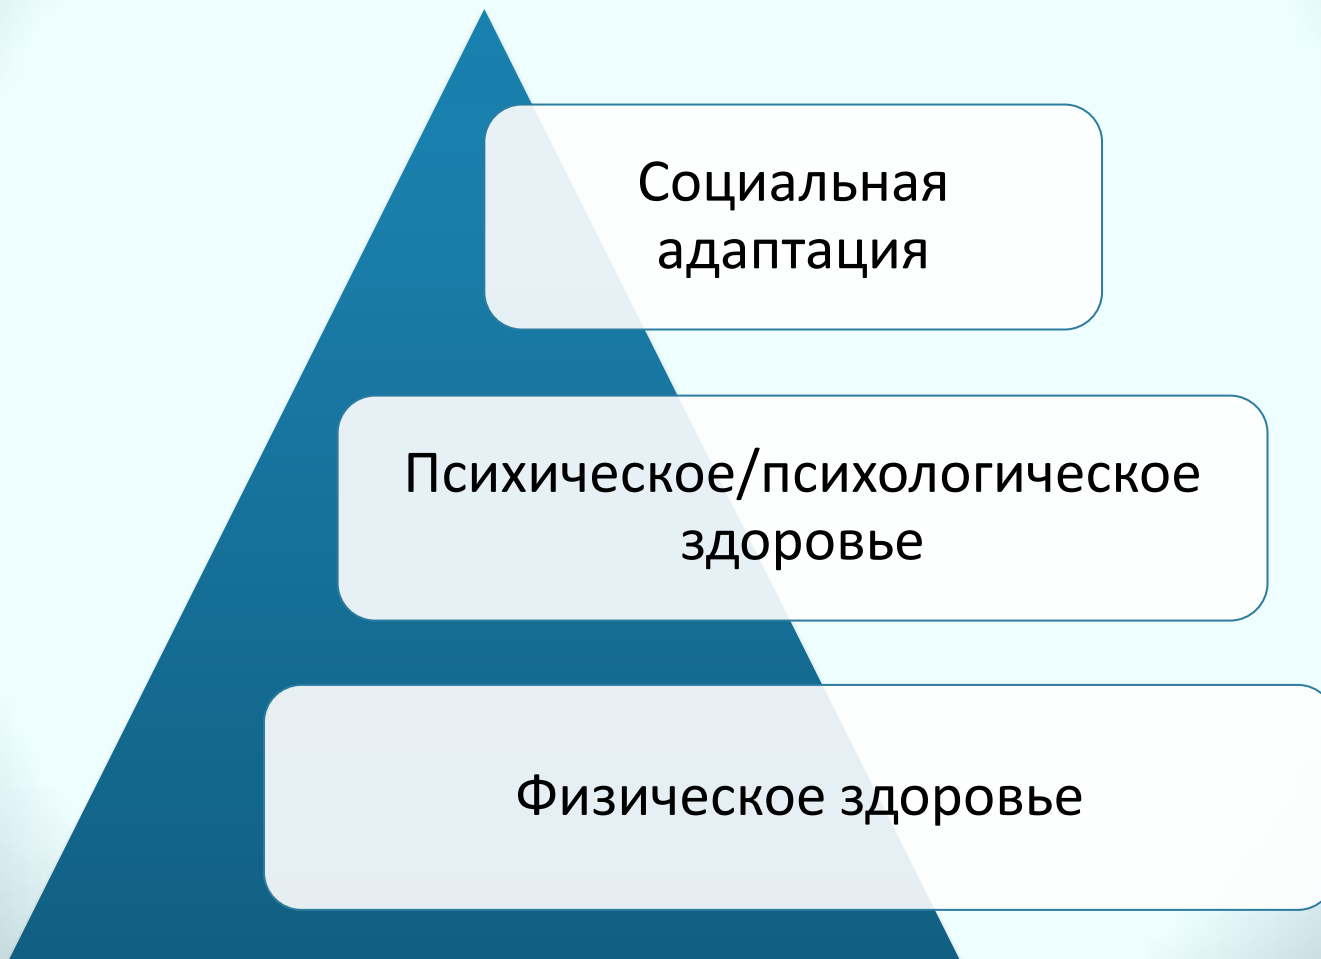 Социальная
адаптация
Психическое/психологическое
здоровье
Физическое здоровье